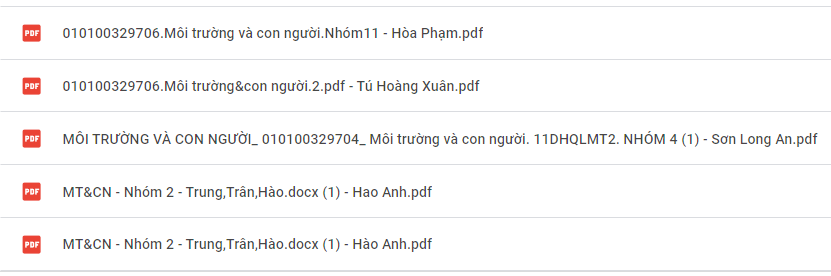 PDF 010100329706.Môi trường và con người.Nhóm11 - Hòa Phạm.pdf
PDF 010100329706.Môi trường&con người.2.pdf - Tú Hoàng Xuân.pdf
PDF MÔI TRƯỜNG VÀ CON NGƯỜI_ 010100329704_ Môi trường và con người. 11DHQLMT2. NHÓM 4 (1) - Sơn Long An.pdf
PDF MT&CN - Nhóm 2 - Trung,Trân,Hào.docx (1) - Hao Anh.pdf
PDF MT&CN - Nhóm 2 - Trung,Trân,Hào.docx (1) - Hào Anh.pdf